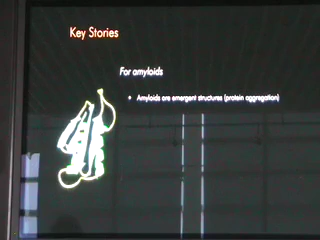 Key Stories
For amyloids
• Amyloids are emergent structures (protein aggregation)